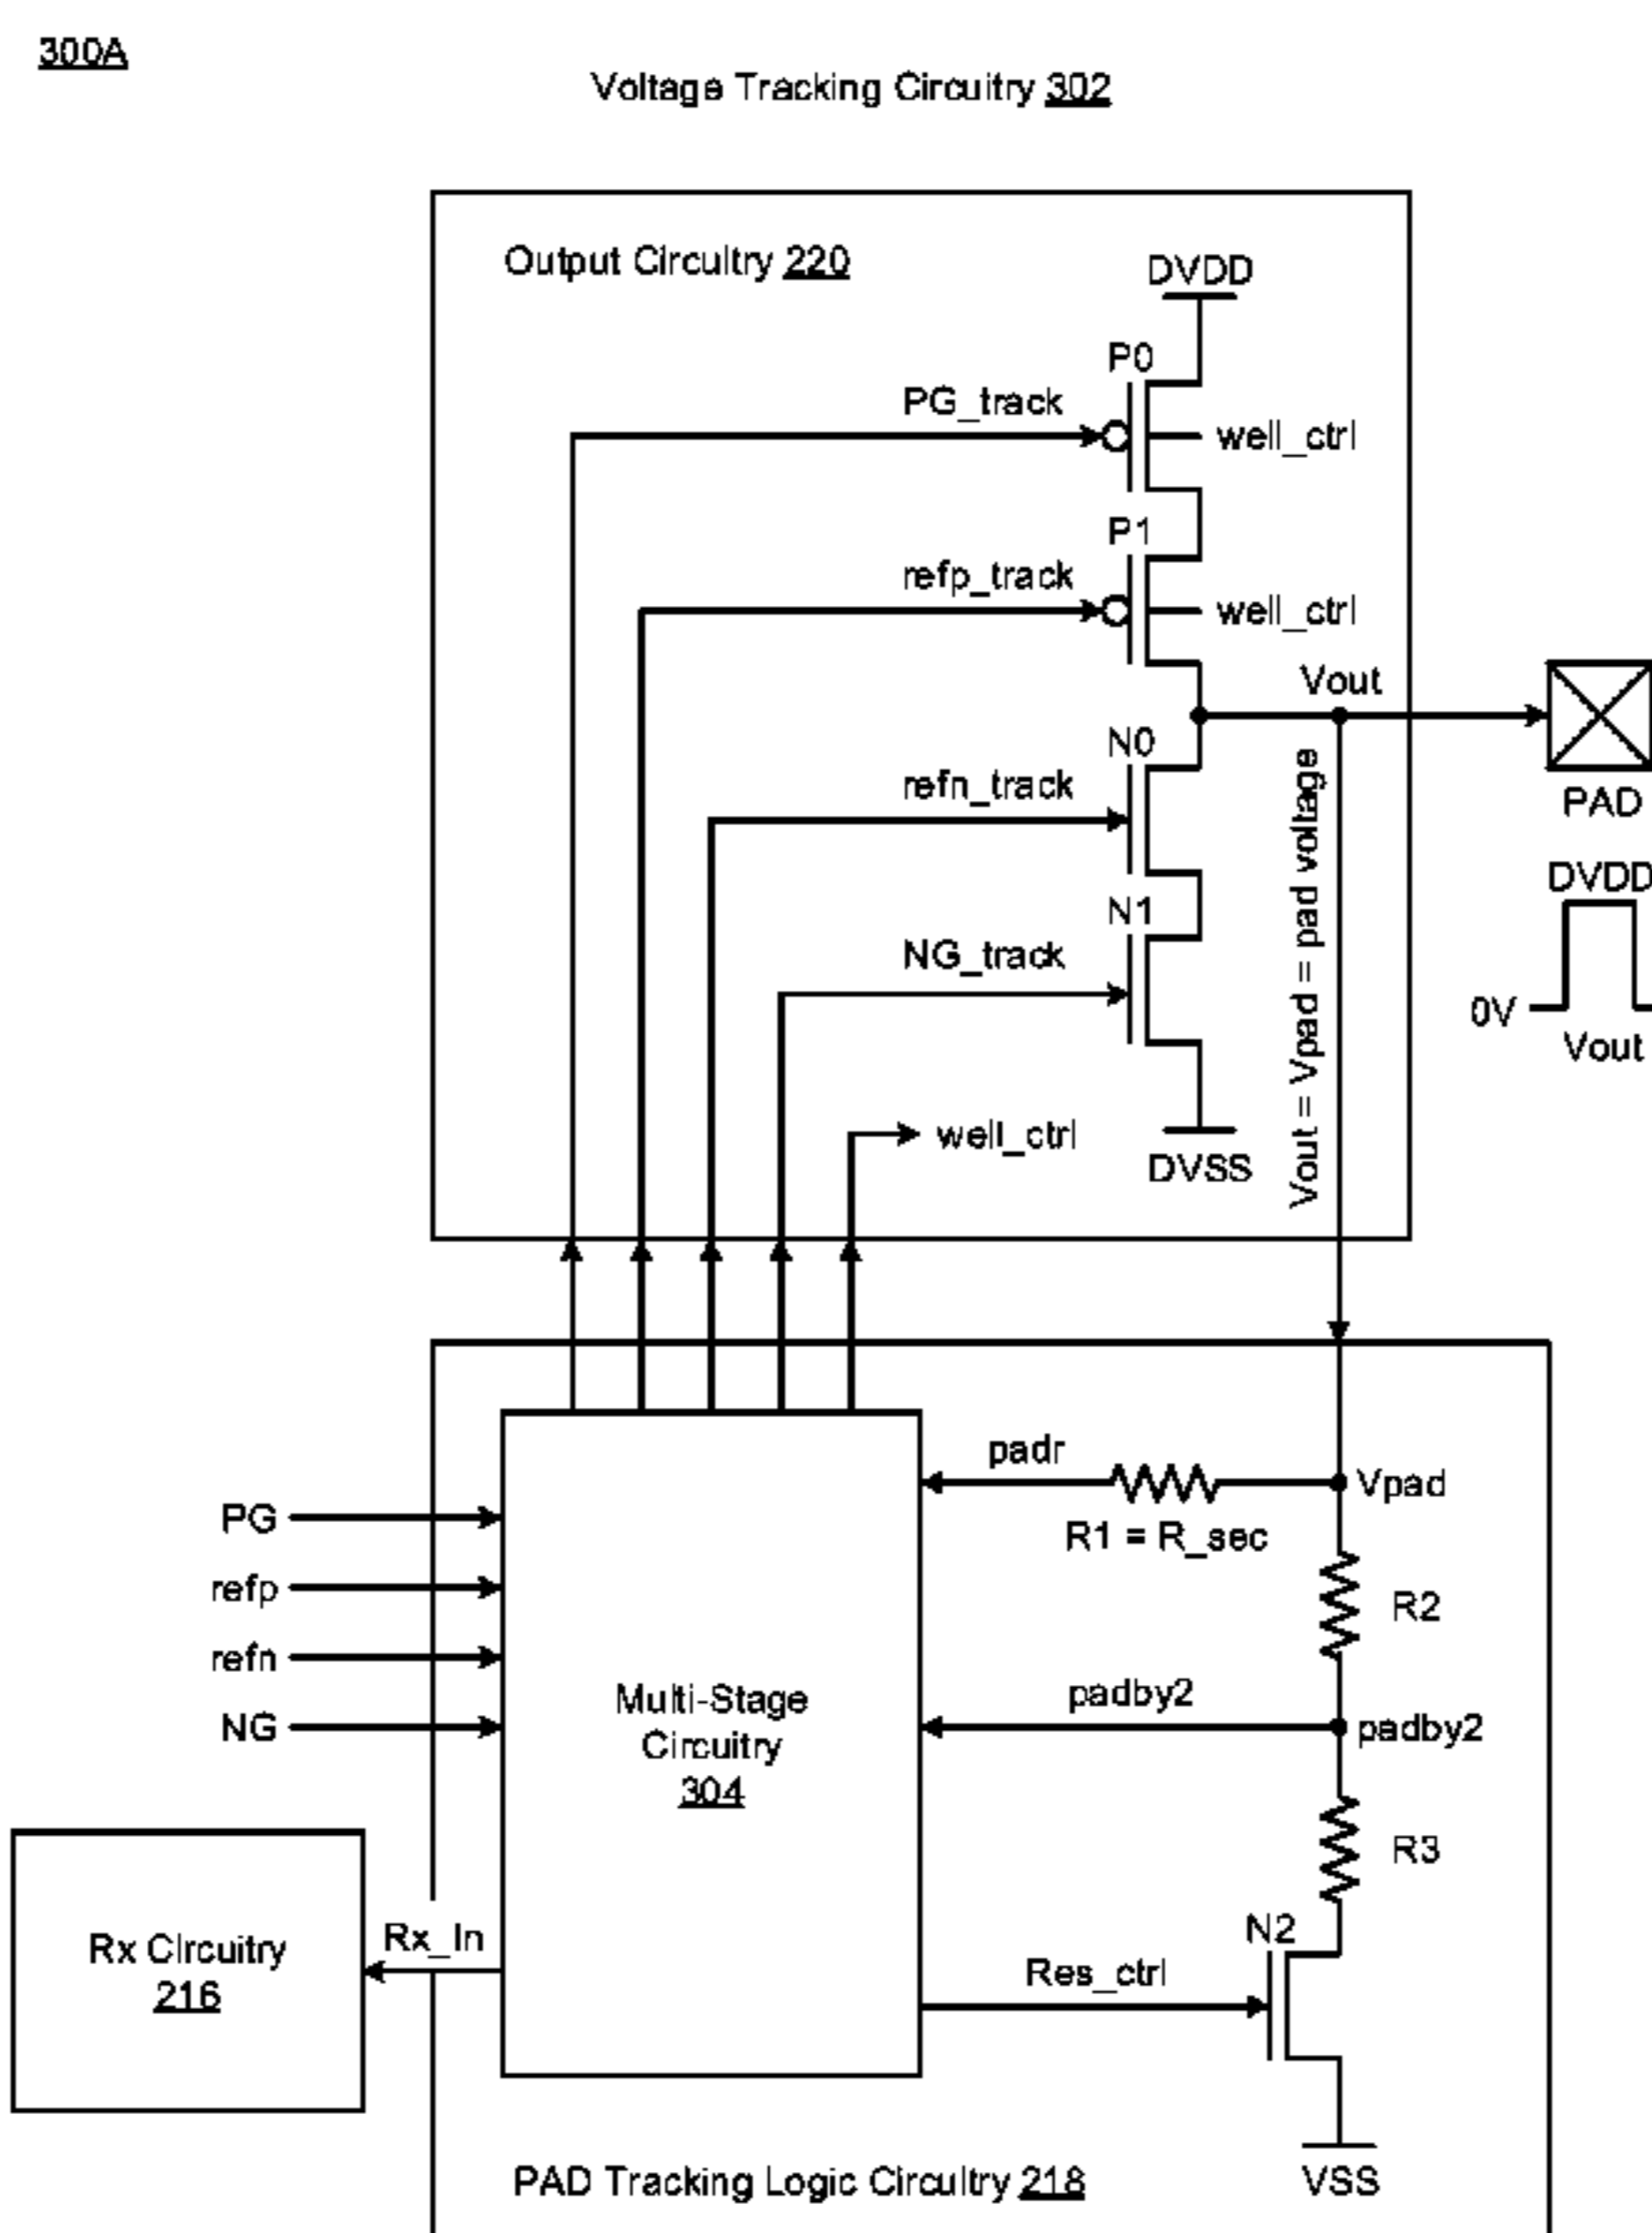 300A
Voltage Tracking Circuitry 302
Output Circuitry 220
DVDD
P0
PG_track
well_ctrl
P1
refp_track
well_ctrl
Vout
N0
refn_track
PAD
Vout = Vpad = pad voltage
DVDD
N1
NG_track
0V
Vout
well_ctrl
DVSS
padr
Vpad
PG
R1 = R_sec
refp
R2
refn
padby2
Multi-Stage
NG
padby2
Circuitry
304
R3
Rx_In
N2
Rx Circuitry
Res_ctrl
216
PAD Tracking Logic Circuitry 218
VSS